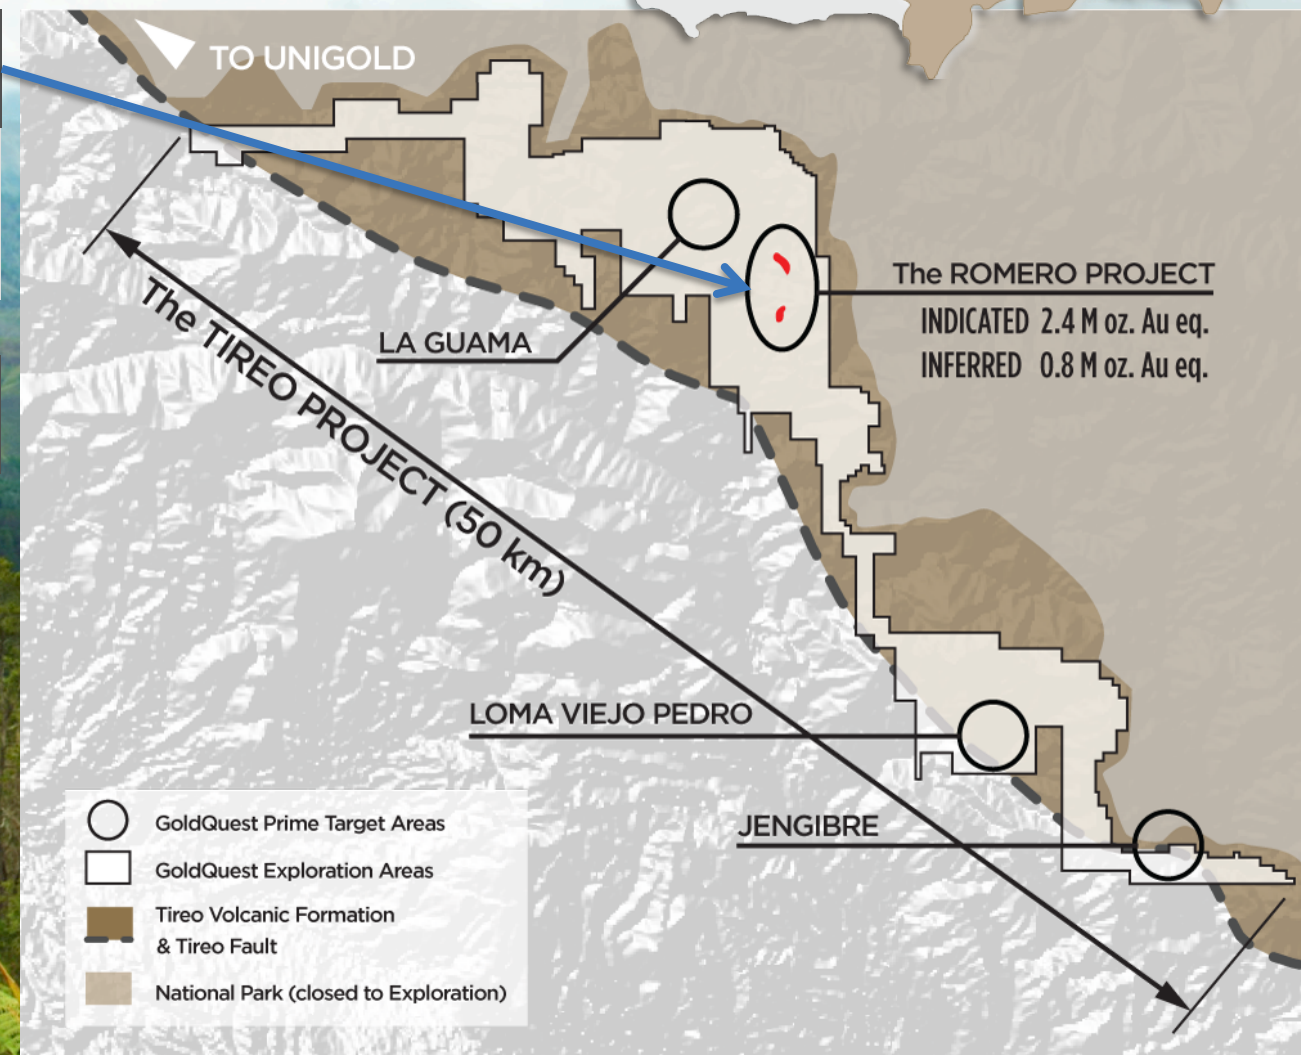 TO UNIGOLD
The ROMERO PROJECT
INDICATED 2.4 M oz. Au eq.
INFERRED 0.8 M oz. Au eq.
LA GUAMA
The TIREO PROJECT (50 km)
LOMA VIEJO PEDRO
JENGIBRE
GoldQuest Prime Target Areas
GoldQuest Exploration Areas
Tireo Volcanic Formation
& Tireo Fault
National Park (closed to Exploration)